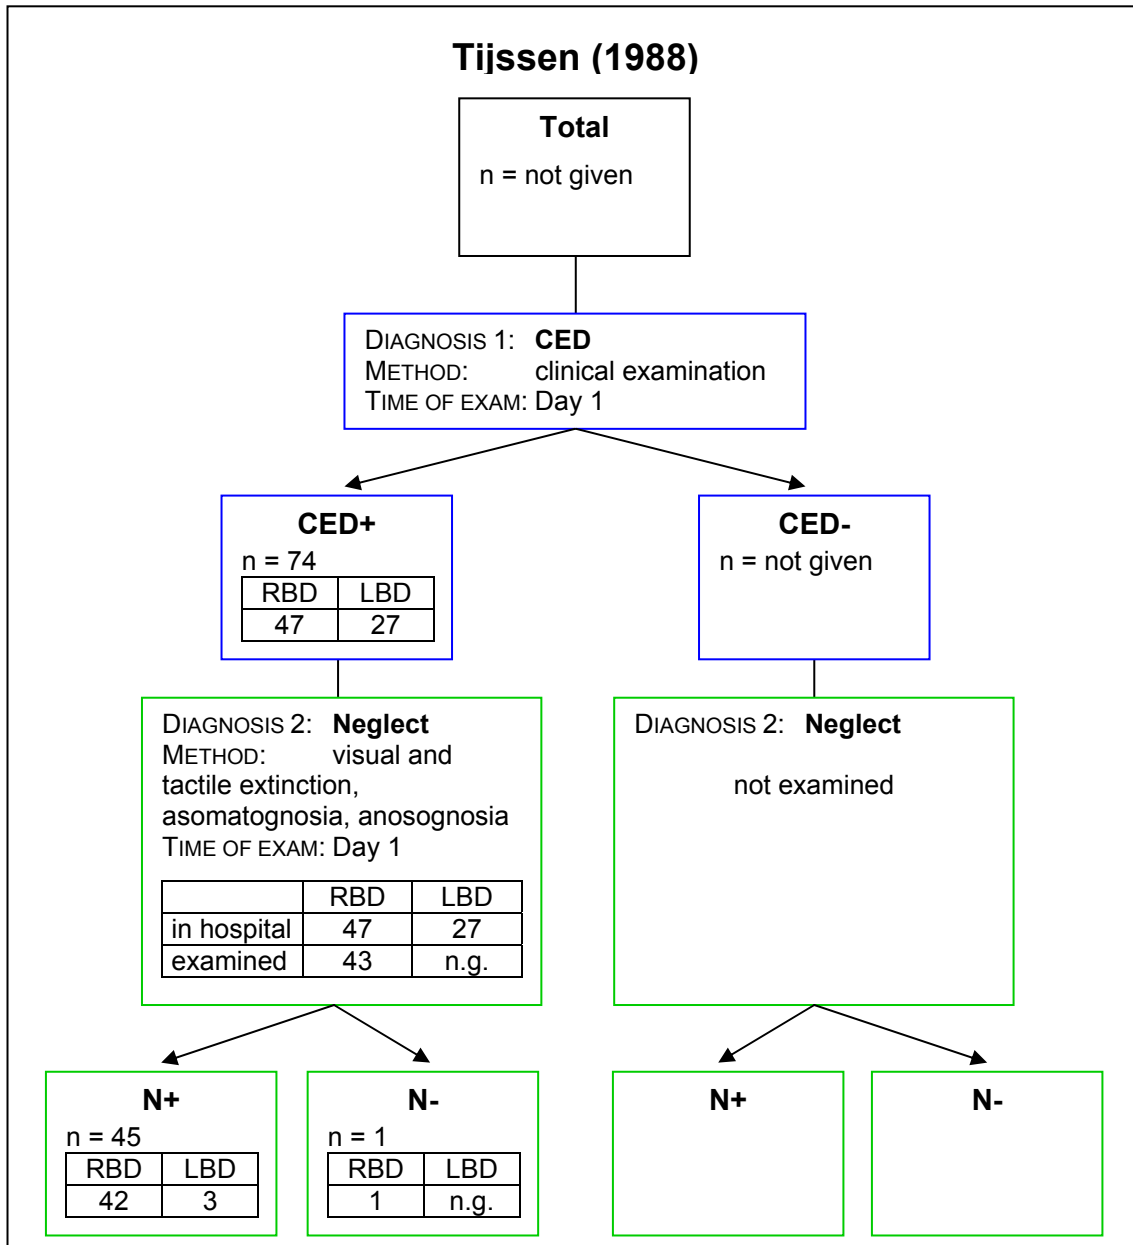 Tijssen (1988)
Total
n = not given
DIAGNOSIS 1: CED
METHOD: clinical examination
TIME OF EXAM: Day 1
CED+
n = 74
RBD LBD
47 27
CED-
n = not given
DIAGNOSIS 2: Neglect
METHOD: visual and
tactile extinction,
asomatognosia, anosognosia
TIME OF EXAM: Day 1
RBD LBD
in hospital 47 27
examined 43 n.g.
DIAGNOSIS 2: Neglect
not examined
N+
n = 45
RBD LBD
42 3
N-
n = 1
RBD LBD
1 n.g.
N+
N-